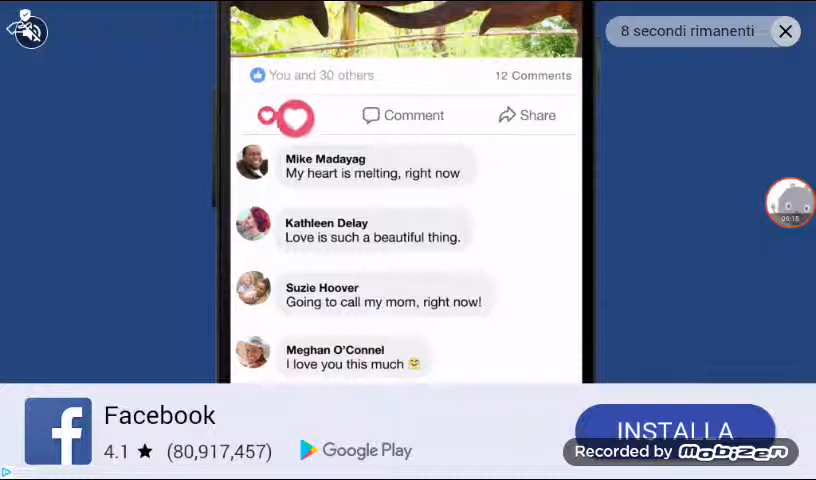 8 secondi rimanenti
You and 30 others
12 Comments
Comment
Share
Mike Madayag
My heart is melting, right now
06:15
Kathleen Delay
Love is such a beautiful thing.
Suzie Hoover
Going to call my mom, right now!
Meghan O'Connel
I love you this much 🤗
Facebook
4.1 ★ (80,917,457)
Google Play
INSTALLA
Recorded by MOBIZEN